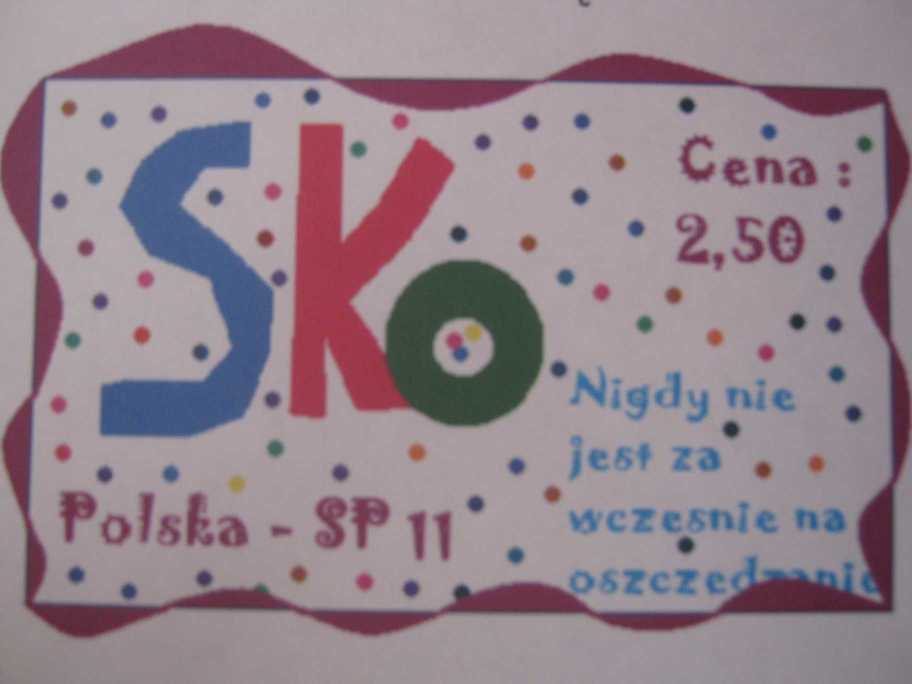 SKo
Cena :
2,50
Nigdy nie
jest za
wczesnie na
oszczedzanie
Polska - SP 11